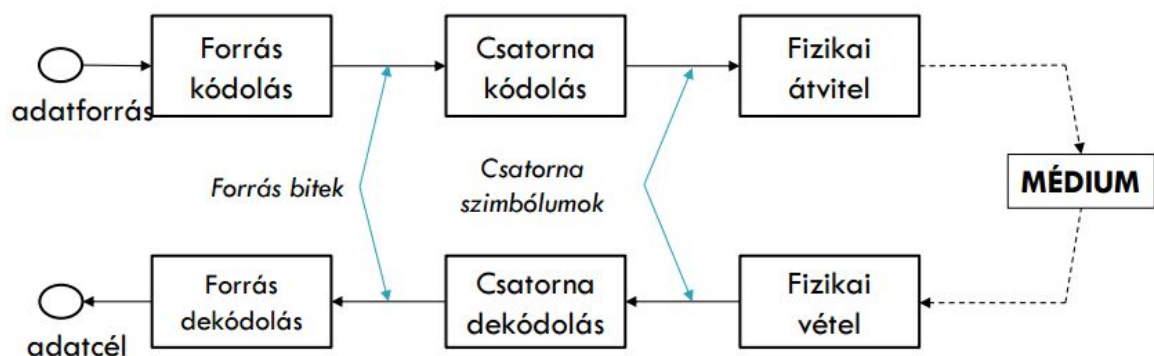 Forrás
kódolás
Csatorna
kódolás
Fizikai
átvitel
adatforrás
Forrás bitek
Csatorna
szimbólumok
MÉDIUM
Forrás
dekódolás
Csatorna
dekódolás
Fizikai
vétel
adatcél